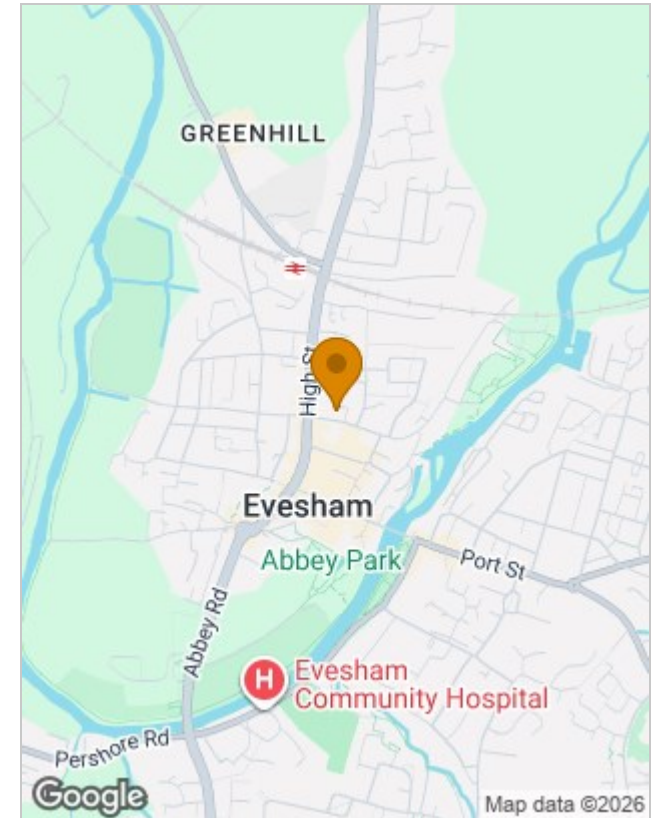 GREENHILL
High St
Evesham
Abbey Park
Port St
Abbey Rd
H
Evesham
Community Hospital
Pershore Rd
Google
Map data ©2026